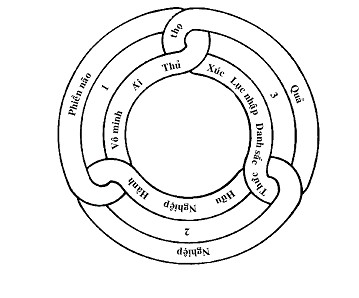 thọ
Phiền não
1
Vô minh
Ái
Thủ
Xúc
Lục nhập
Danh sắc
Thức
3
Quả
Hành
Nghiệp
Hữu
2
Nghiệp